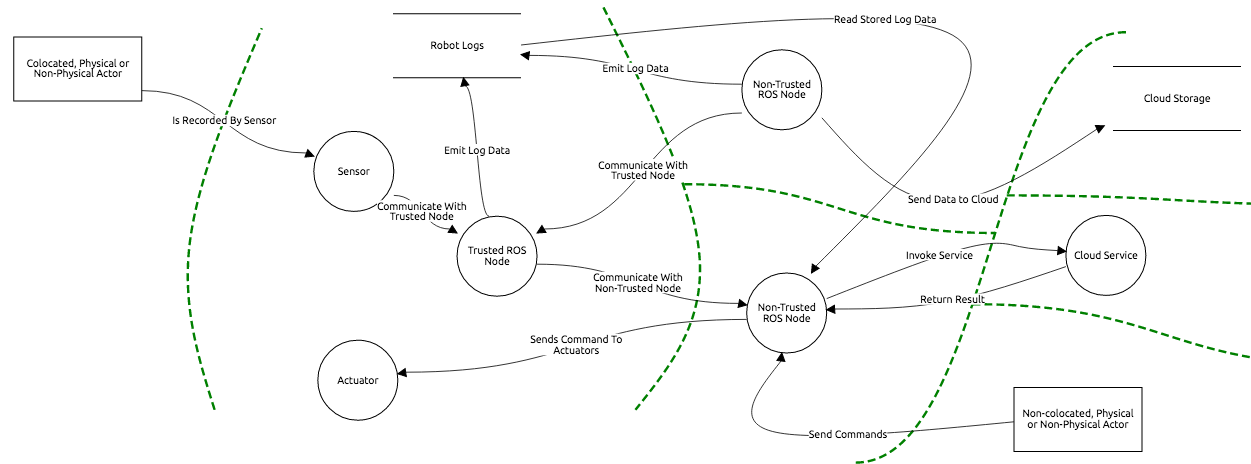 Read Stored Log Data
Robot Logs
Colocated, Physical or
Non-Physical Actor
Emit Log Data
Non-Trusted
ROS Node
Cloud Storage
Is Recorded By Sensor
Emit Log Data
Sensor
Communicate With
Trusted Node
Communicate With
Trusted Node
Send Data to Cloud
Trusted ROS
Node
Invoke Service
Cloud Service
Communicate With
Non-Trusted Node
Return Result
Non-Trusted
ROS Node
Sends Command To
Actuators
Actuator
Non-colocated, Physical
or Non-Physical Actor
Send Commands